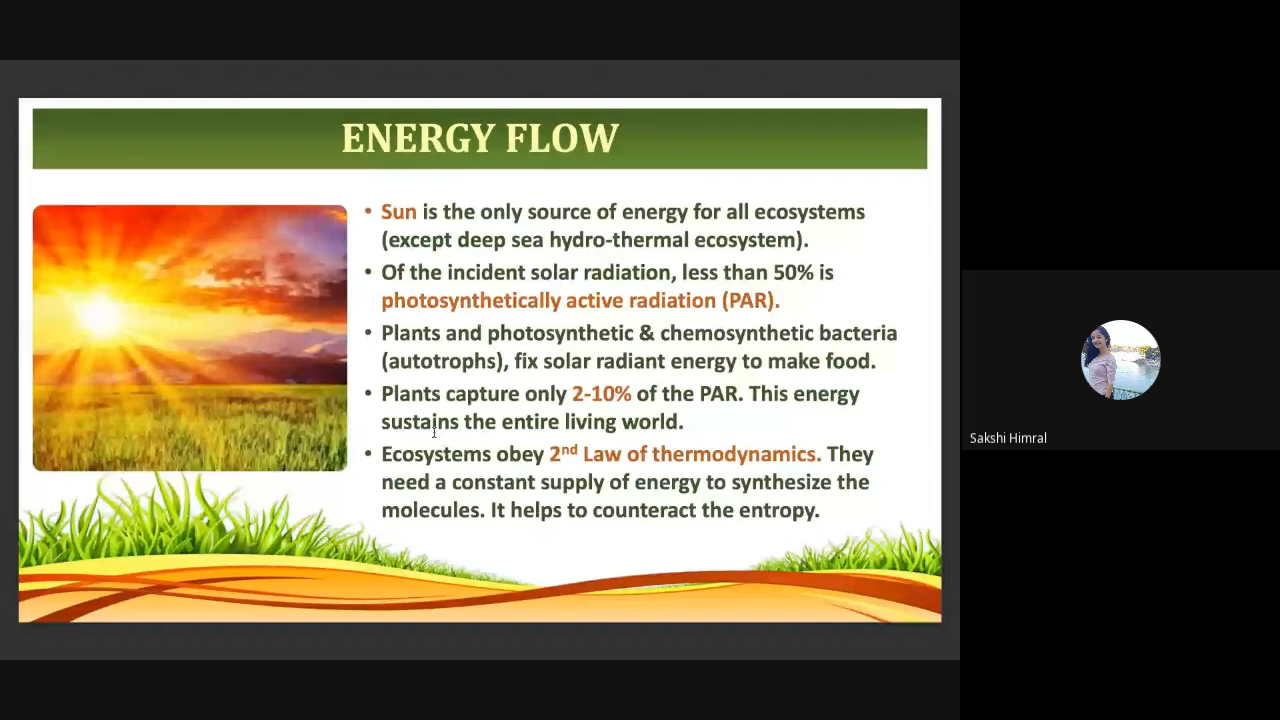 ENERGY FLOW
• Sun is the only source of energy for all ecosystems
(except deep sea hydro-thermal ecosystem).
• Of the incident solar radiation, less than 50% is
photosynthetically active radiation (PAR).
• Plants and photosynthetic & chemosynthetic bacteria
(autotrophs), fix solar radiant energy to make food.
• Plants capture only 2-10% of the PAR. This energy
sustains the entire living world.
• Ecosystems obey 2nd Law of thermodynamics. They
need a constant supply of energy to synthesize the
molecules. It helps to counteract the entropy.
Sakshi Himral